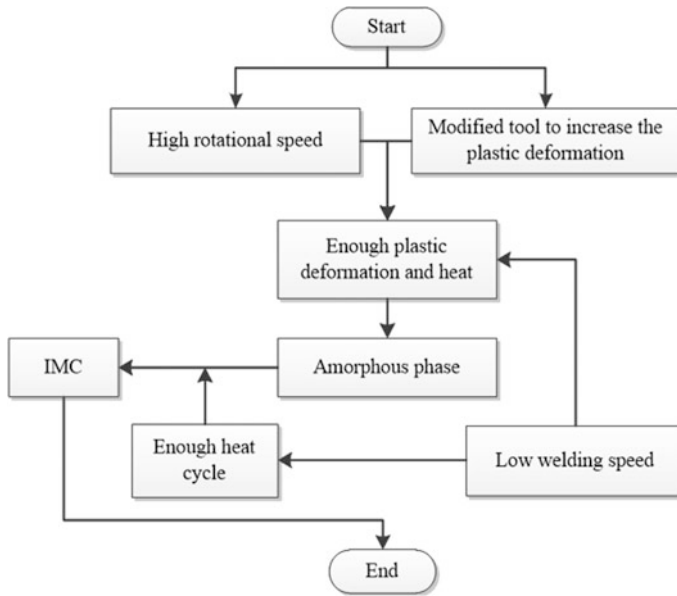 Start
High rotational speed
Modified tool to increase the
plastic deformation
Enough plastic
deformation and heat
IMC
Amorphous phase
Enough heat
cycle
Low welding speed
End